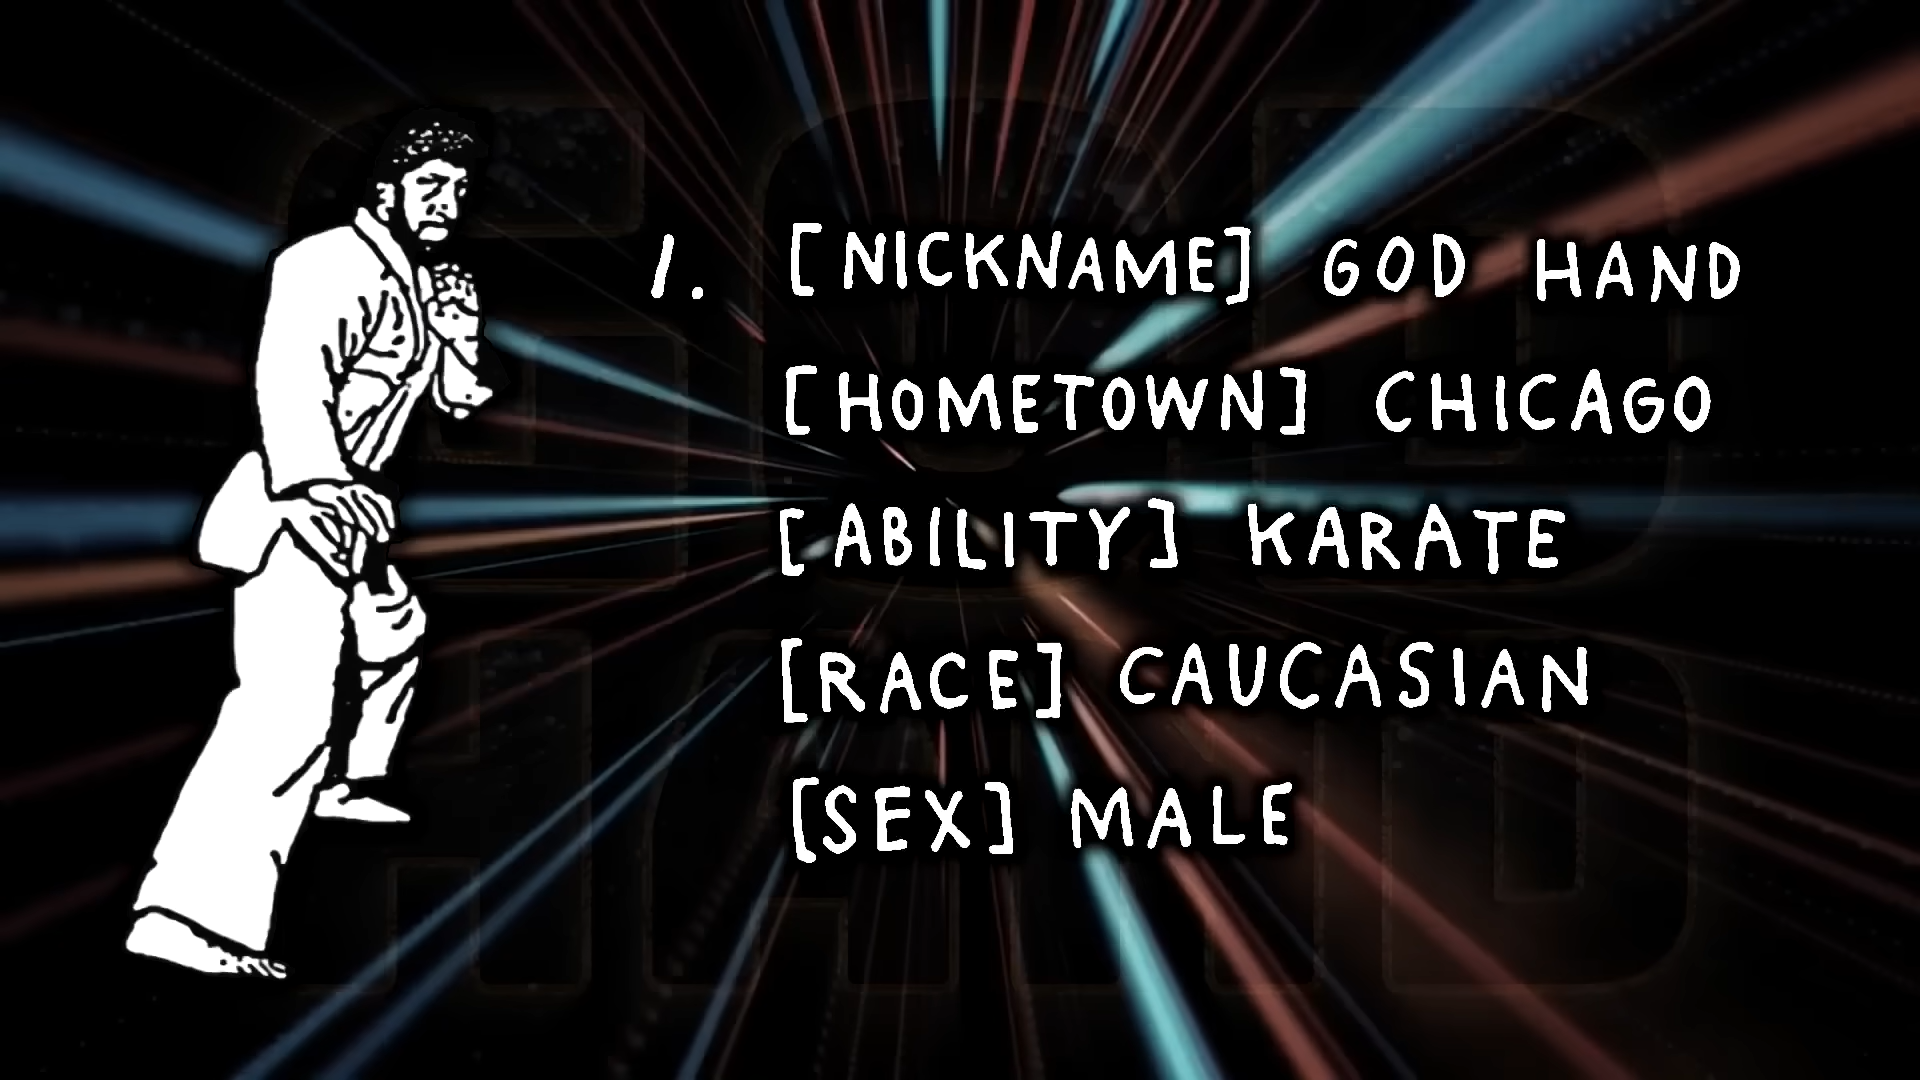 1. [NICKNAME] GOD HAND
[HOMETOWN] CHICAGO
[ABILITY] KARATE
[RACE] CAUCASIAN
[SEX] MALE